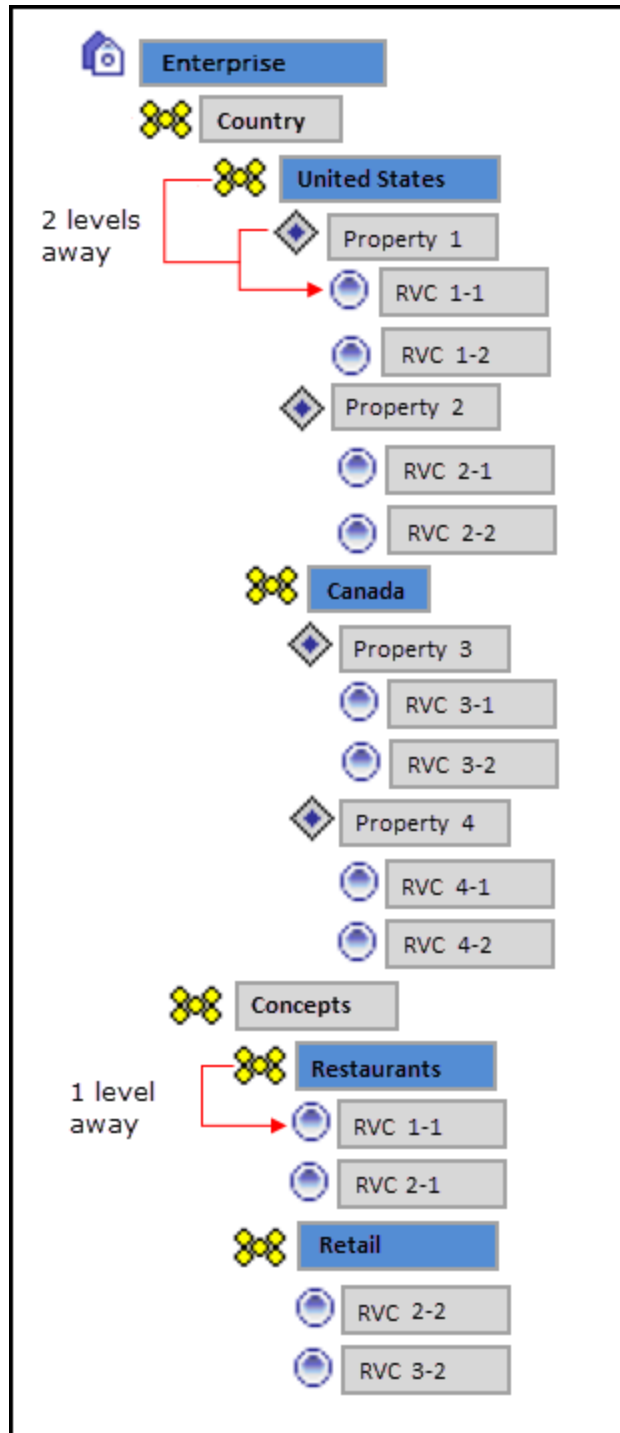 Enterprise
Country
United States
2 levels
away
Property 1
RVC 1-1
RVC 1-2
Property 2
RVC 2-1
RVC 2-2
Canada
Property 3
RVC 3-1
RVC 3-2
Property 4
RVC 4-1
RVC 4-2
Concepts
Restaurants
1 level
away
RVC 1-1
RVC 2-1
Retail
RVC 2-2
RVC 3-2